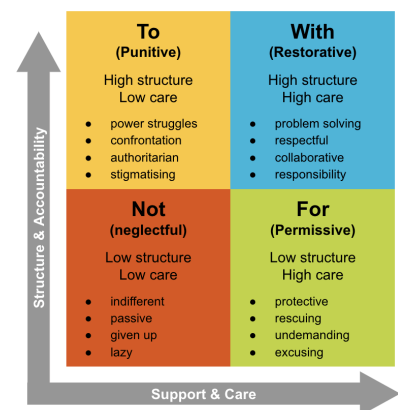 To
(Punitive)
High structure
Low care
● power struggles
● confrontation
● authoritarian
● stigmatising
With
(Restorative)
High structure
High care
● problem solving
● respectful
● collaborative
● responsibility
Not
(neglectful)
Low structure
Low care
● indifferent
● passive
● given up
● lazy
For
(Permissive)
Low structure
High care
● protective
● rescuing
● undemanding
● excusing
Structure & Accountability
Support & Care